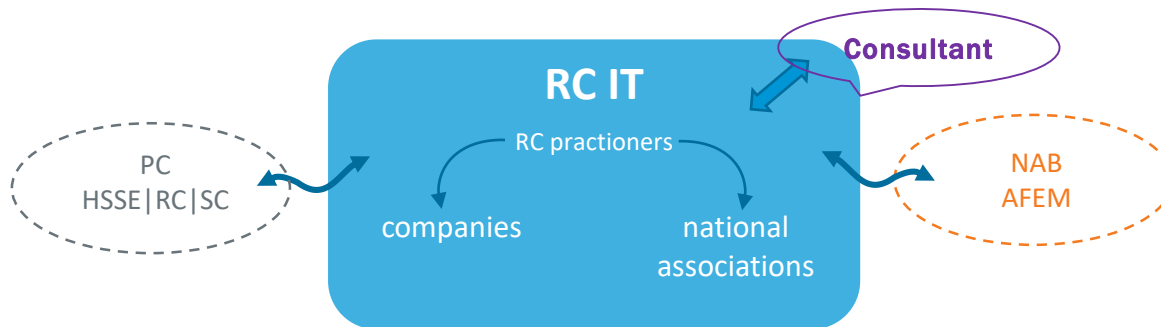 Consultant
RC IT
RC practioners
PC
HSSE|RC|SC
companies
national
associations
NAB
AFEM